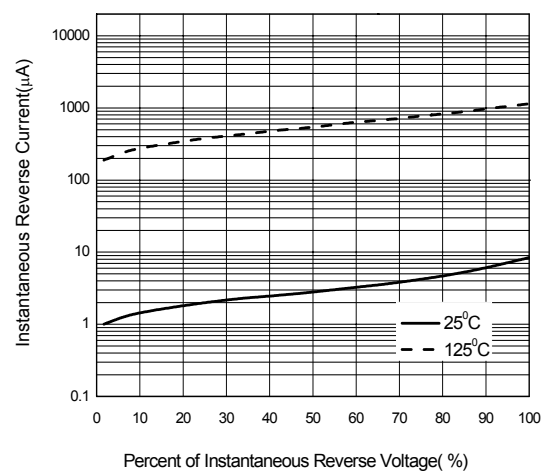 Instantaneous Reverse Current(μA)
10000
1000
100
10
1
0.1
25⁰C
125⁰C
0 10 20 30 40 50 60 70 80 90 100
Percent of Instantaneous Reverse Voltage( %)